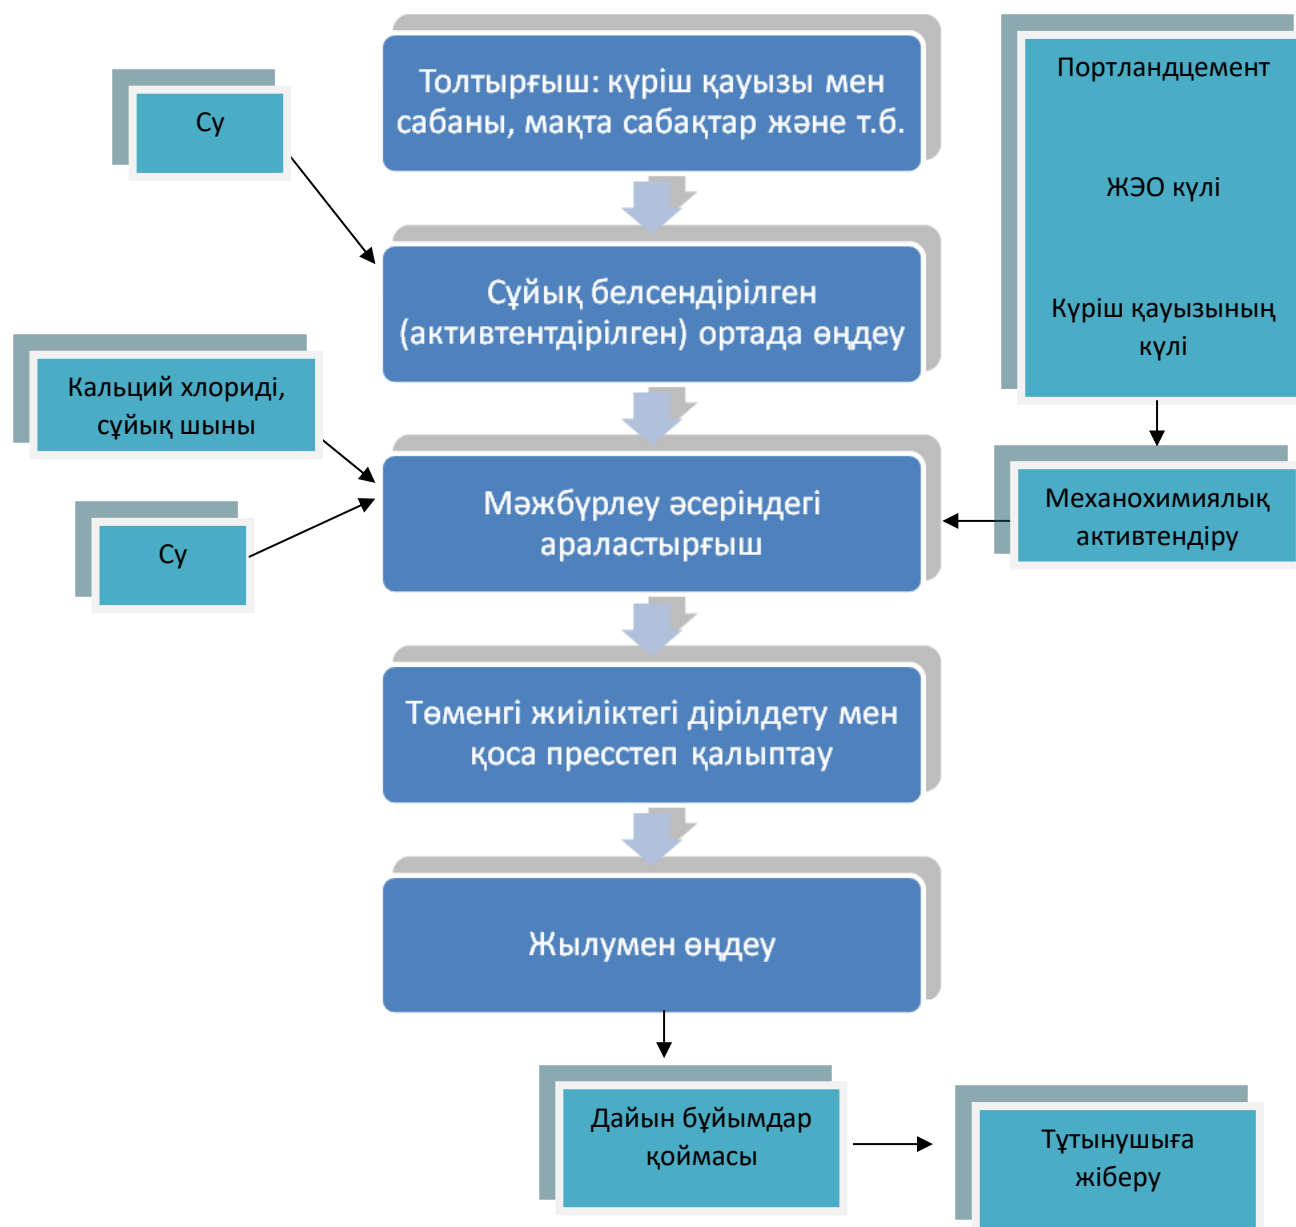 Толтырғыш: күріш қауызы мен
сабаны, мақта сабақтар және т.б.
Су
Портландцемент
ЖЭО күлі
Күріш қауызының
күлі
Сұйық белсендірілген
(активтентдірілген) ортада өңдеу
Кальций хлориді,
сұйық шыны
Мәжбүрлеу әсеріндегі
араластырғыш
Механохимиялық
активтендіру
Су
Төменгі жиіліктегі дірілдету мен
қоса пресстеп қалыптау
Жылумен өңдеу
Дайын бұйымдар
қоймасы
Тұтынушыға
жіберу